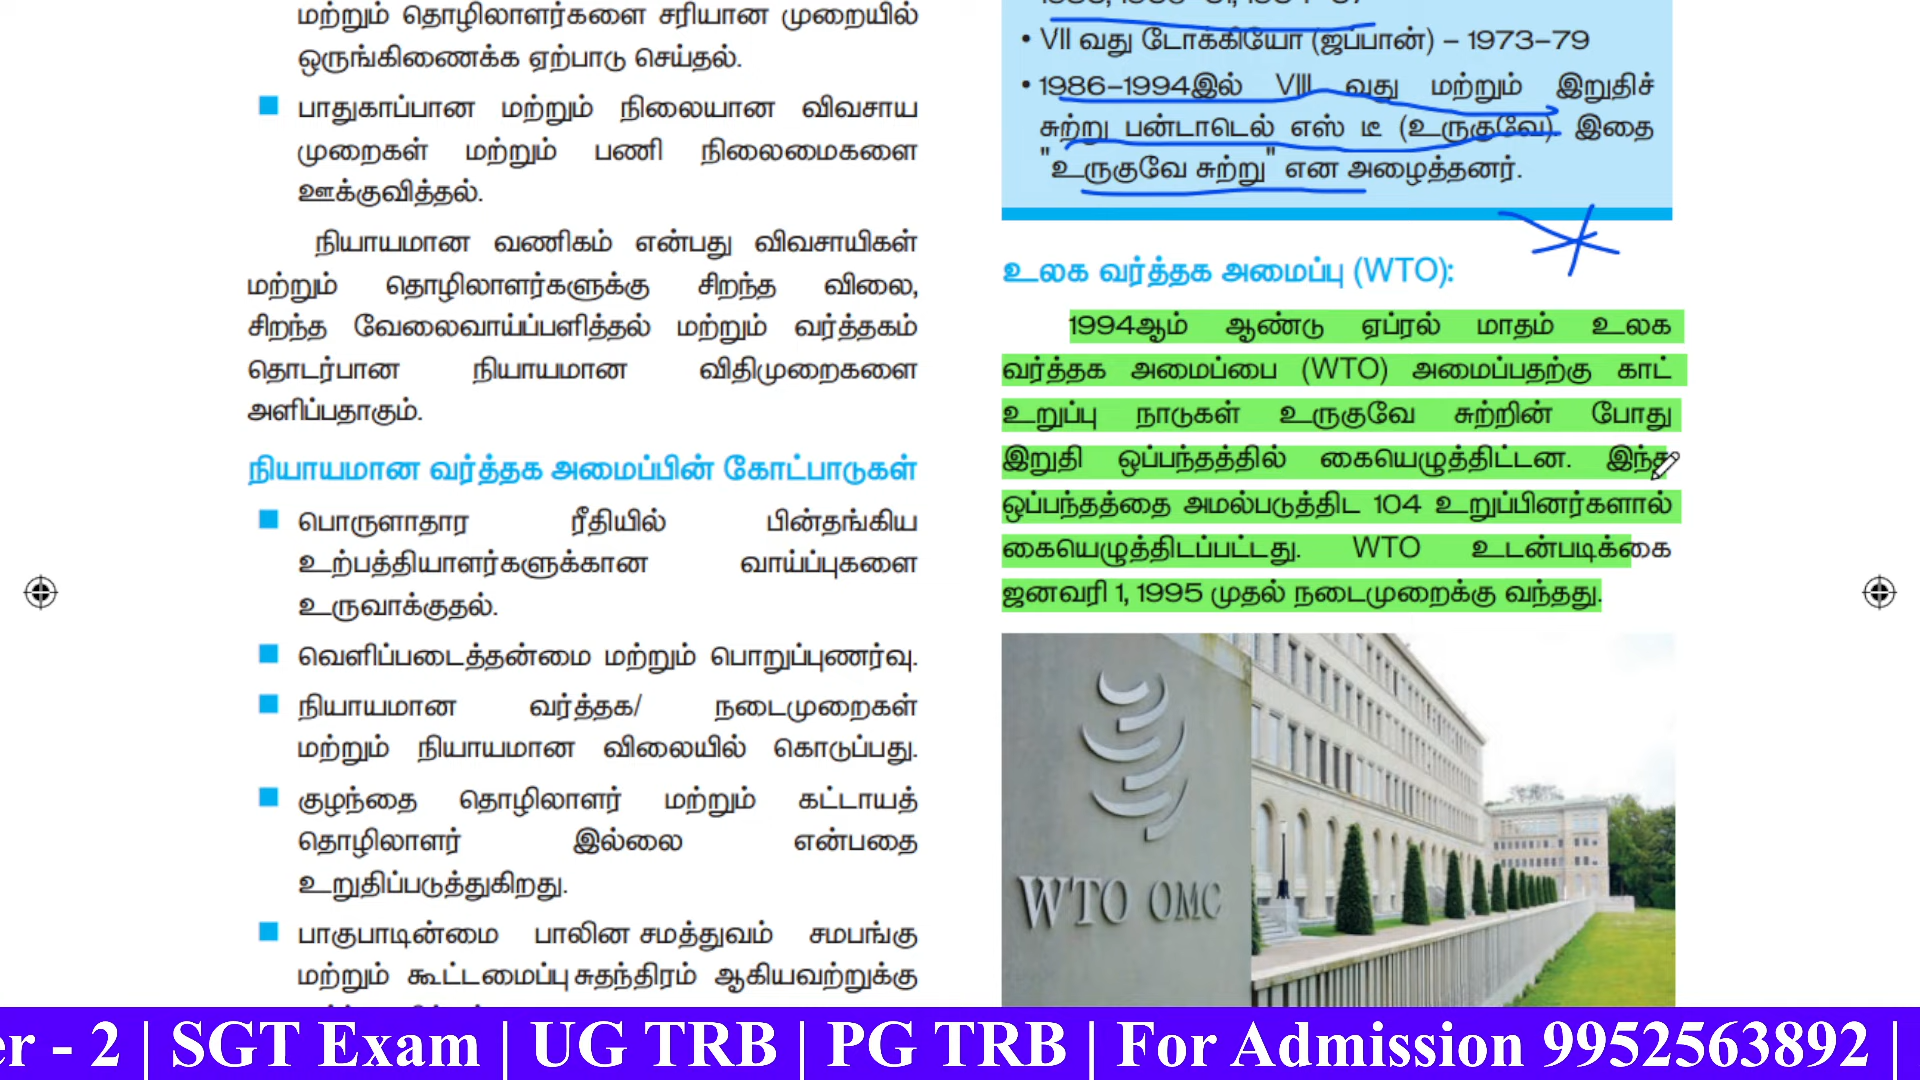 மற்றும் தொழிலாளர்களை சரியான முறையில்
ஒருங்கிணைக்க ஏற்பாடு செய்தல்.
பாதுகாப்பான மற்றும் நிலையான விவசாய
முறைகள் மற்றும் பணி நிலைமைகளை
ஊக்குவித்தல்.
நியாயமான வணிகம் என்பது விவசாயிகள்
மற்றும் தொழிலாளர்களுக்கு சிறந்த விலை,
சிறந்த வேலைவாய்ப்பளித்தல் மற்றும் வர்த்தகம்
தொடர்பான நியாயமான விதிமுறைகளை
அளிப்பதாகும்.
நியாயமான வர்த்தக அமைப்பின் கோட்பாடுகள்
பொருளாதார ரீதியில் பின்தங்கிய
உற்பத்தியாளர்களுக்கான வாய்ப்புகளை
உருவாக்குதல்.
வெளிப்படைத்தன்மை மற்றும் பொறுப்புணர்வு.
நியாயமான வர்த்தக/ நடைமுறைகள்
மற்றும் நியாயமான விலையில் கொடுப்பது.
குழந்தை தொழிலாளர் மற்றும் கட்டாயத்
தொழிலாளர் இல்லை என்பதை
உறுதிப்படுத்துகிறது.
பாகுபாடின்மை பாலின சமத்துவம் சமபங்கு
மற்றும் கூட்டமைப்பு சுதந்திரம் ஆகியவற்றுக்கு
• VII வது டோக்கியோ (ஜப்பான்) – 1973–79
• 1986–1994இல் VIII வது மற்றும் இறுதிச்
சுற்று பன்டாடெல் எஸ் டீ (உருகுவே). இதை
"உருகுவே சுற்று" என அழைத்தனர்.
உலக வர்த்தக அமைப்பு (WTO):
1994ஆம் ஆண்டு ஏப்ரல் மாதம் உலக
வர்த்தக அமைப்பை (WTO) அமைப்பதற்கு காட்
உறுப்பு நாடுகள் உருகுவே சுற்றின் போது
இறுதி ஒப்பந்தத்தில் கையெழுத்திட்டன. இந்த
ஒப்பந்தத்தை அமல்படுத்திட 104 உறுப்பினர்களால்
கையெழுத்திடப்பட்டது. WTO உடன்படிக்கை
ஜனவரி 1, 1995 முதல் நடைமுறைக்கு வந்தது.
WTO OMC
er - 2 | SGT Exam | UG TRB | PG TRB | For Admission 9952563892 |